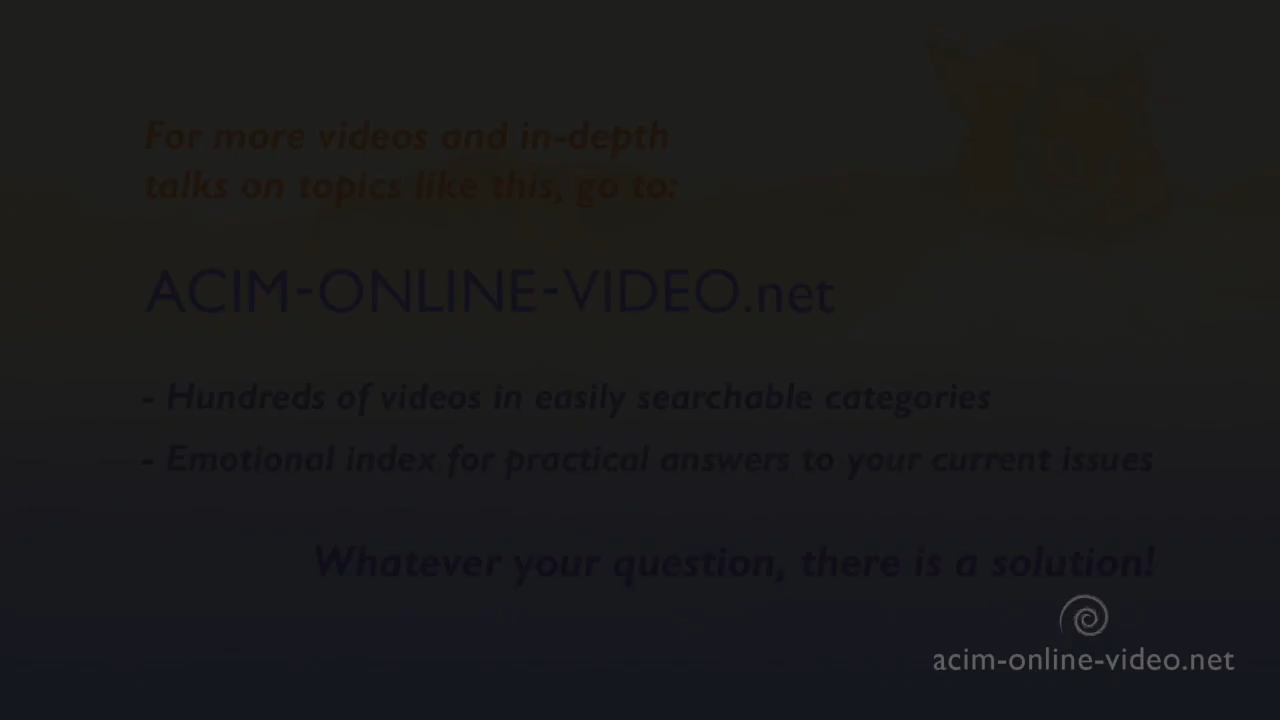 For more videos and in-depth
talks on topics like this, go to:
ACIM-ONLINE-VIDEO.net
- Hundreds of videos in easily searchable categories
- Emotional index for practical answers to your current issues
Whatever your question, there is a solution!
acim-online-video.net